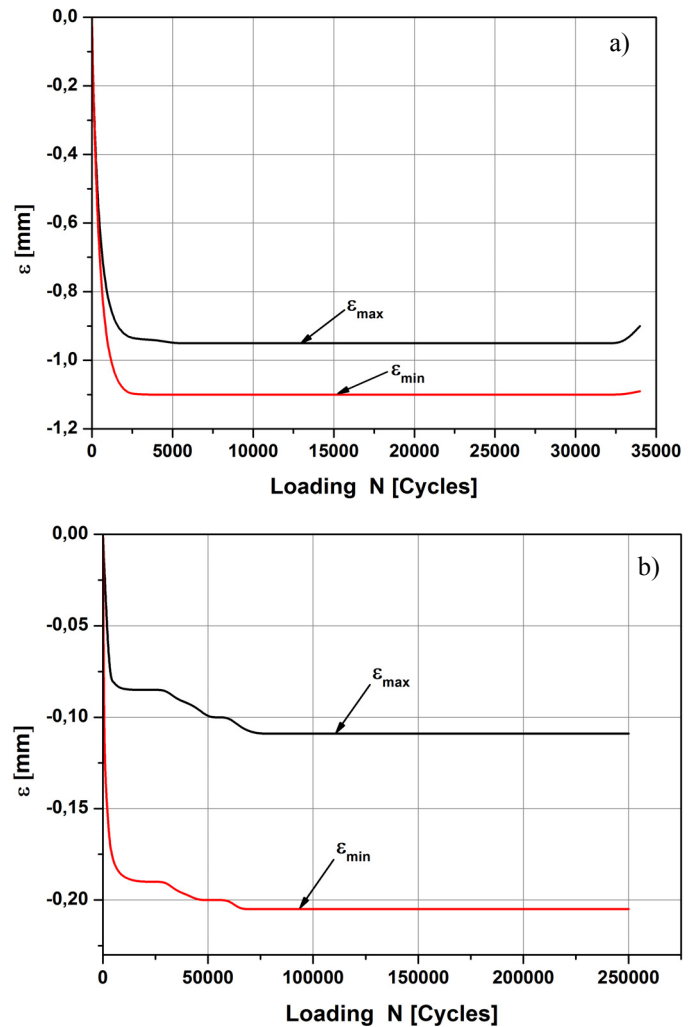 a)
0,0
-0,2
-0,4
-0,6
-0,8
-1,0
-1,2
ε [mm]
εmax
εmin
0 5000 10000 15000 20000 25000 30000 35000
Loading N [Cycles]
b)
0,00
-0,05
-0,10
-0,15
-0,20
ε [mm]
εmax
εmin
0 50000 100000 150000 200000 250000
Loading N [Cycles]